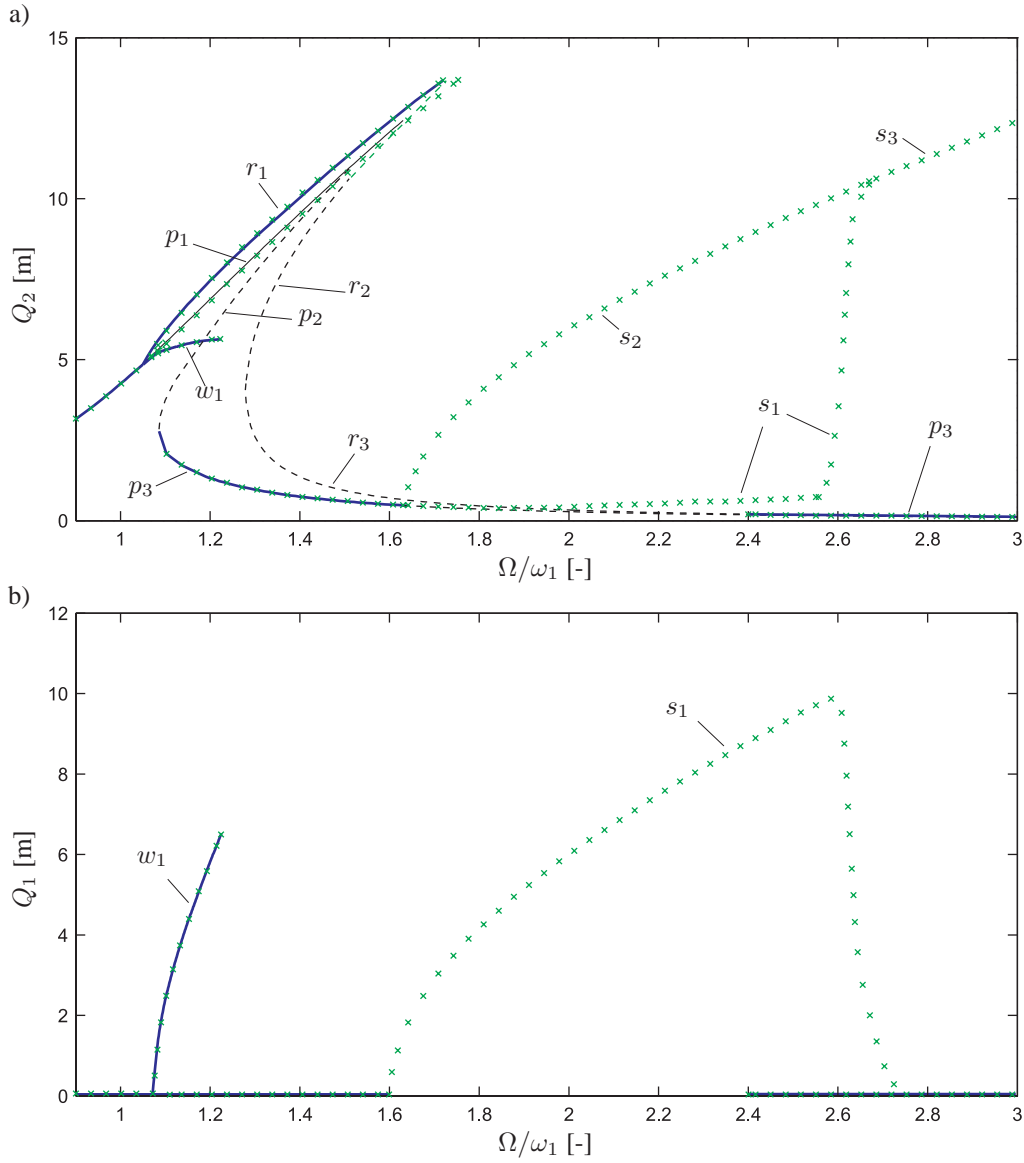 a)
15
10
5
0
Q₂ [m]
r₁
p₁
r₂
p₂
w₁
p₃
r₃
s₂
s₃
s₁
p₃
1 1.2 1.4 1.6 1.8 2 2.2 2.4 2.6 2.8 3
Ω/ω₁ [-]
b)
12
10
8
6
4
2
0
Q₁ [m]
w₁
s₁
1 1.2 1.4 1.6 1.8 2 2.2 2.4 2.6 2.8 3
Ω/ω₁ [-]